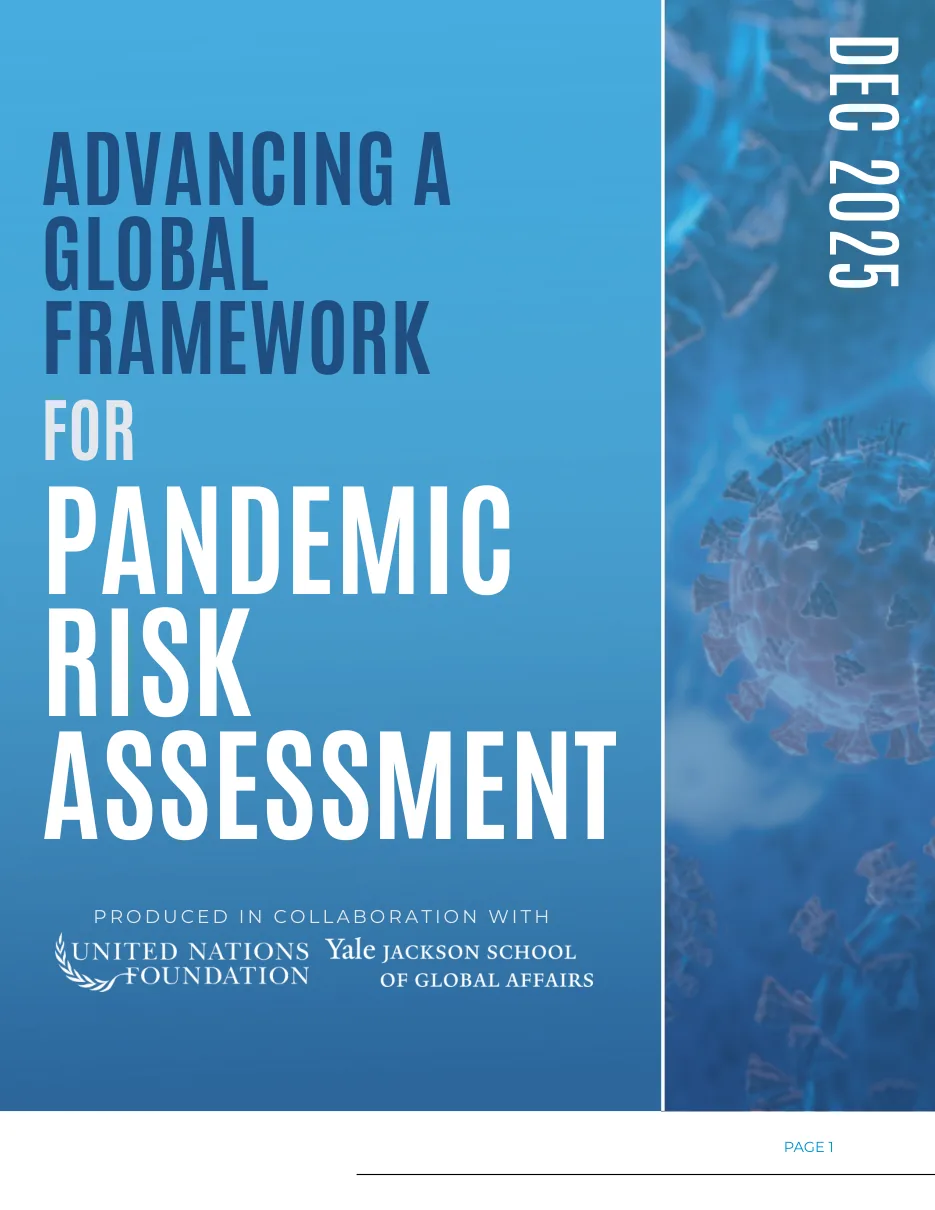 DEC 2025
ADVANCING A
GLOBAL
FRAMEWORK
FOR
PANDEMIC
RISK
ASSESSMENT
PRODUCED IN COLLABORATION WITH
UNITED NATIONS
FOUNDATION
Yale JACKSON SCHOOL
OF GLOBAL AFFAIRS
PAGE 1